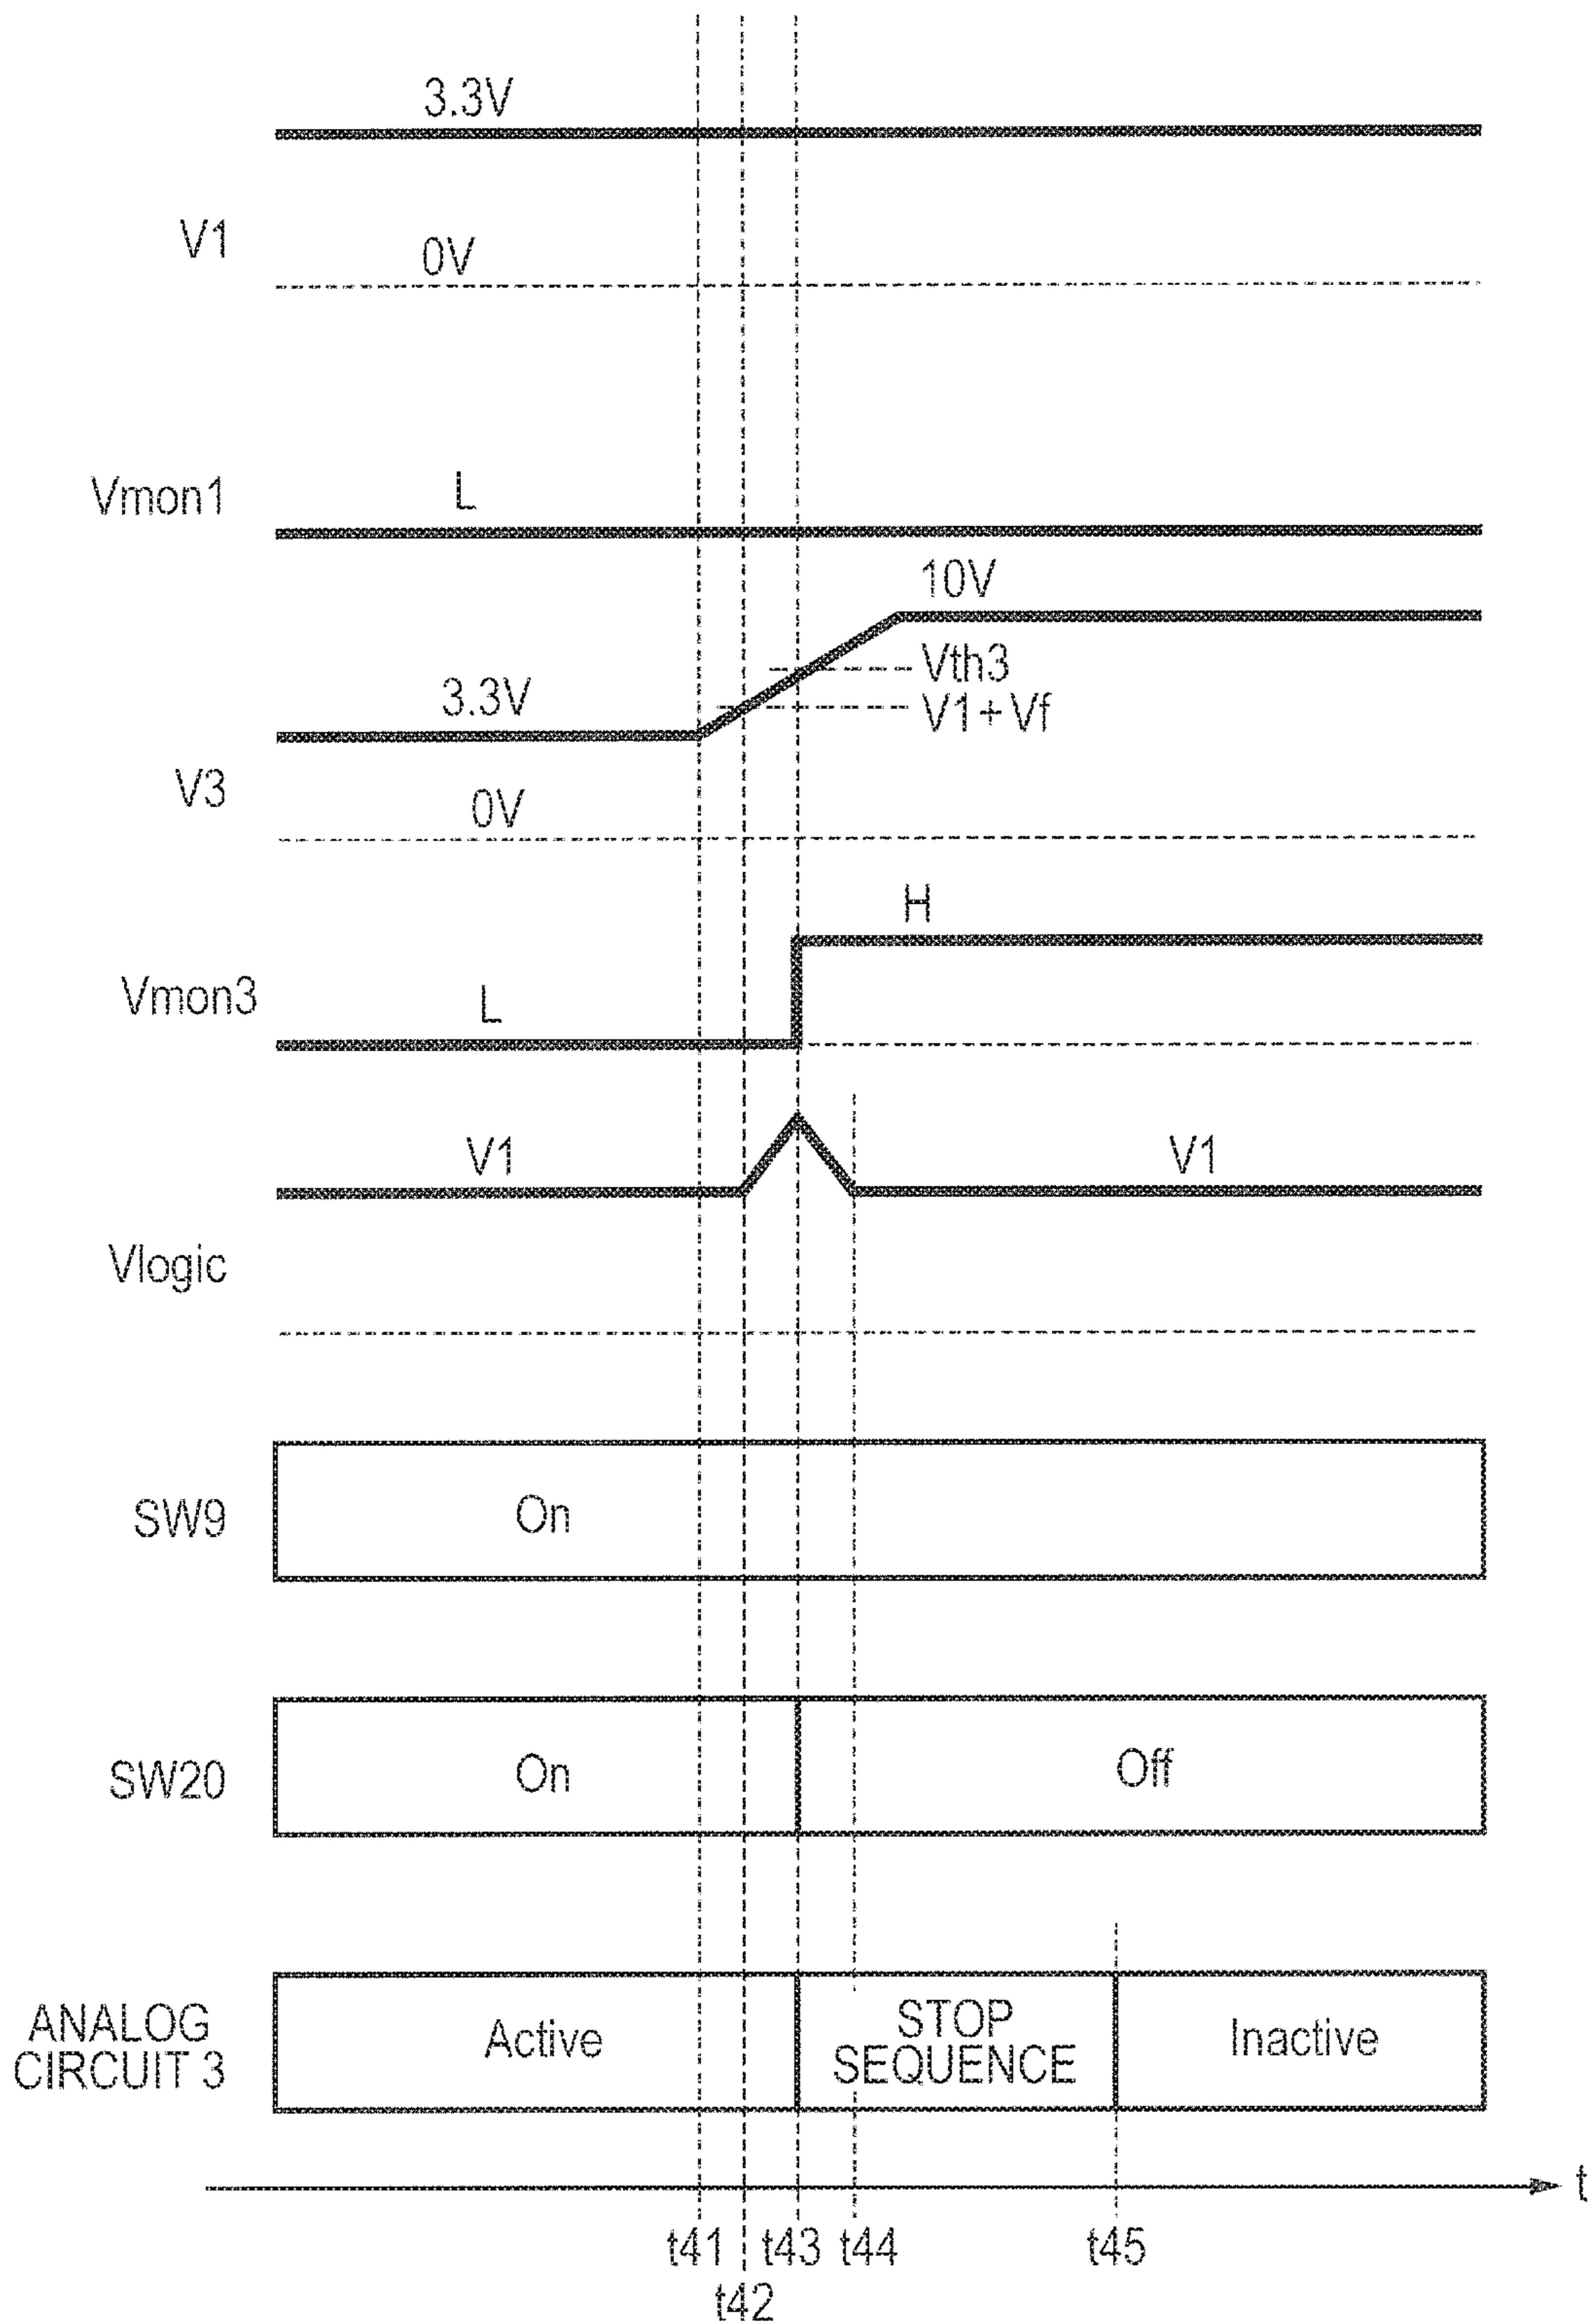 3.3V
V1
0V
Vmon1
L
10V
Vth3
3.3V
V1+Vf
V3
0V
H
Vmon3
L
V1
V1
Vlogic
SW9
On
SW20
On
Off
ANALOG
CIRCUIT 3
Active
STOP
SEQUENCE
Inactive
t
t41
t43
t44
t45
t42